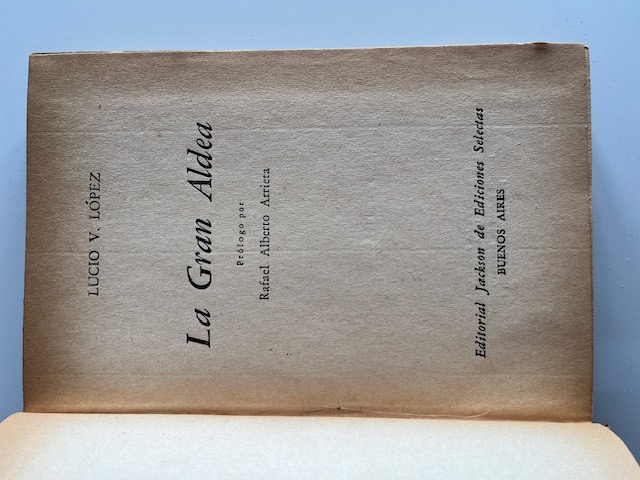 LUCIO V. LÓPEZ
La Gran Aldea
Prólogo por
Rafael Alberto Arrieta
Editorial Jackson de Ediciones Selectas
BUENOS AIRES